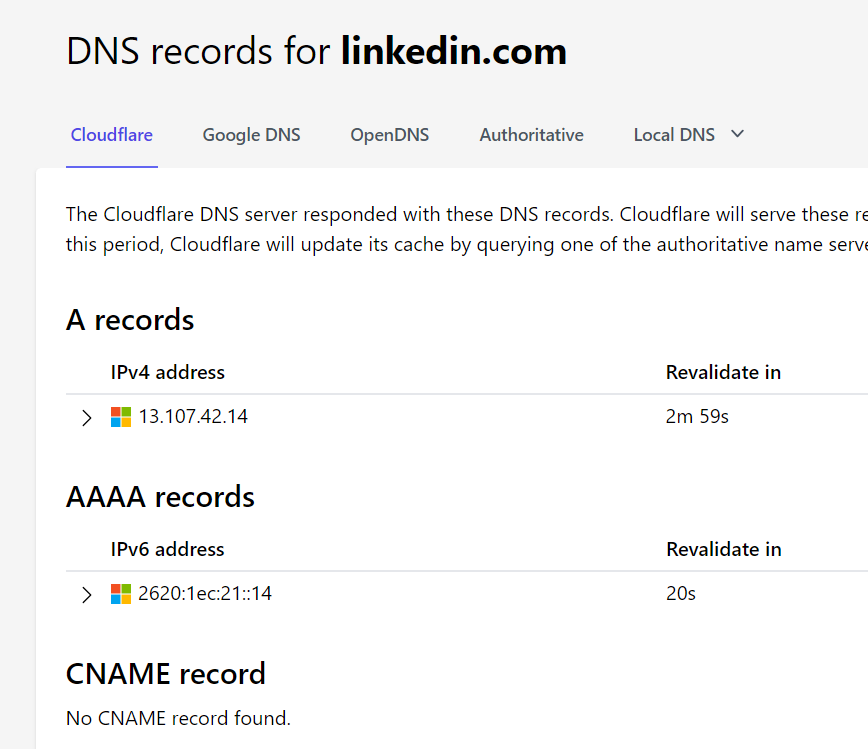 DNS records for linkedin.com
Cloudflare Google DNS OpenDNS Authoritative Local DNS
The Cloudflare DNS server responded with these DNS records. Cloudflare will serve these
this period, Cloudflare will update its cache by querying one of the authoritative name
A records
IPv4 address Revalidate in
13.107.42.14 2m 59s
AAAA records
IPv6 address Revalidate in
2620:1ec:21::14 20s
CNAME record
No CNAME record found.